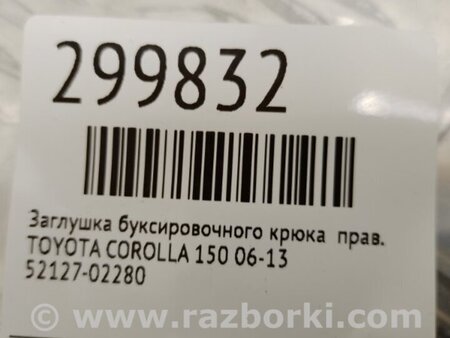 299832
Заглушка буксировочного крюка прав.
TOYOTA COROLLA 150 06-13
52127-02280
© www.razborki.com